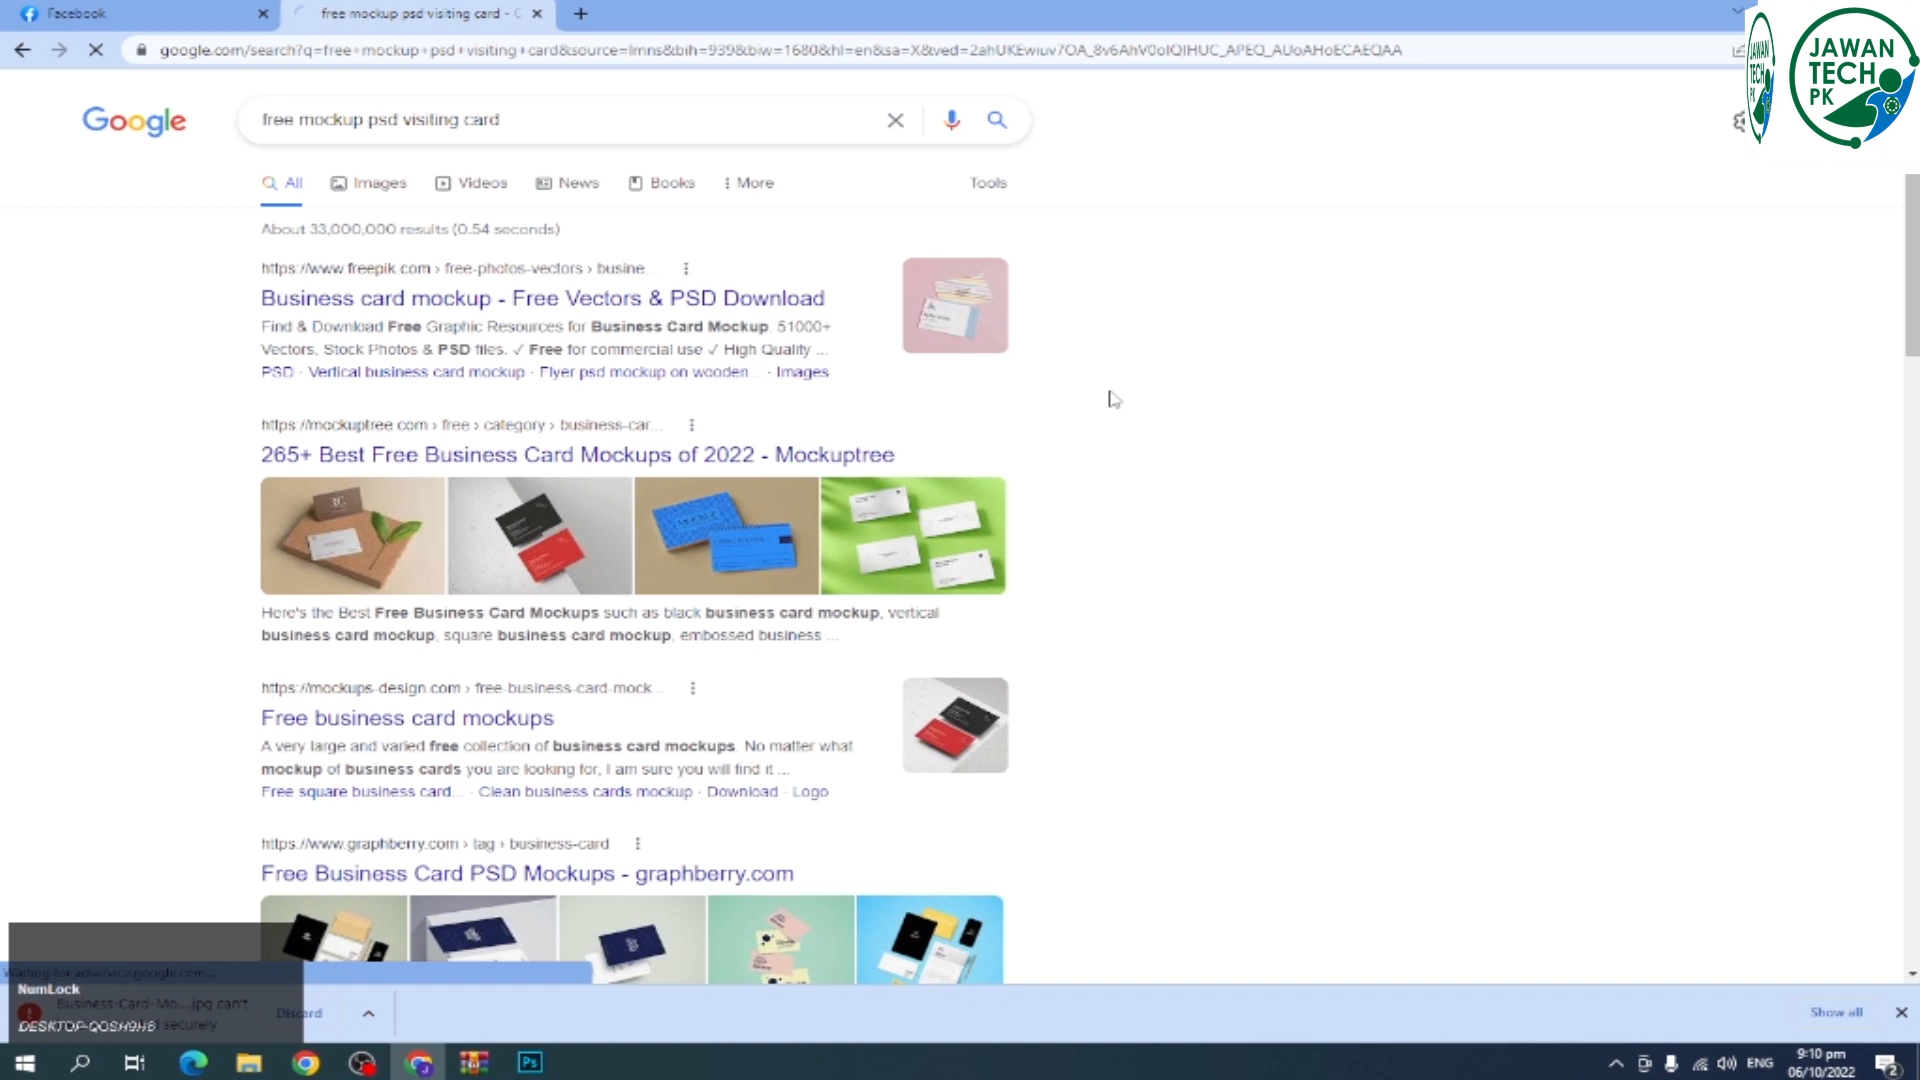 Facebook
free mockup psd visiting card - G
google.com/search?q=free+mockup+psd+visiting+card&source=lmns&bih=939&biw=1680&hl=en&sa=X&ved=2ahUKEwiuv7OA_8v6AhV0oIQIHUC_APEQ_AUoAHoECAEQAA
JAWAN
TECH
PK
JAWAN
TECH
PK
Google
free mockup psd visiting card
All
Images
Videos
News
Books
More
Tools
About 33,000,000 results (0.54 seconds)
https://www.freepik.com › free-photos-vectors › busine...
Business card mockup - Free Vectors & PSD Download
Find & Download Free Graphic Resources for Business Card Mockup. 51000+
Vectors, Stock Photos & PSD files. ✓ Free for commercial use ✓ High Quality ...
PSD · Vertical business card mockup · Flyer psd mockup on wooden... · Images
https://mockuptree.com › free › category › business-car...
265+ Best Free Business Card Mockups of 2022 - Mockuptree
Here's the Best Free Business Card Mockups such as black business card mockup, vertical
business card mockup, square business card mockup, embossed business ...
https://mockups-design.com › free-business-card-mock...
Free business card mockups
A very large and varied free collection of business card mockups. No matter what
mockup of business cards you are looking for, I am sure you will find it ...
Free square business card... · Clean business cards mockup · Download · Logo
https://www.graphberry.com › tag › business-card
Free Business Card PSD Mockups - graphberry.com
Waiting for adservice.google.com...
NumLock
Business-Card-Mo....jpg can't
securely
DESKTOP-QOSH9H6
Discard
Show all
Ps
ENG
9:10 pm
06/10/2022
2